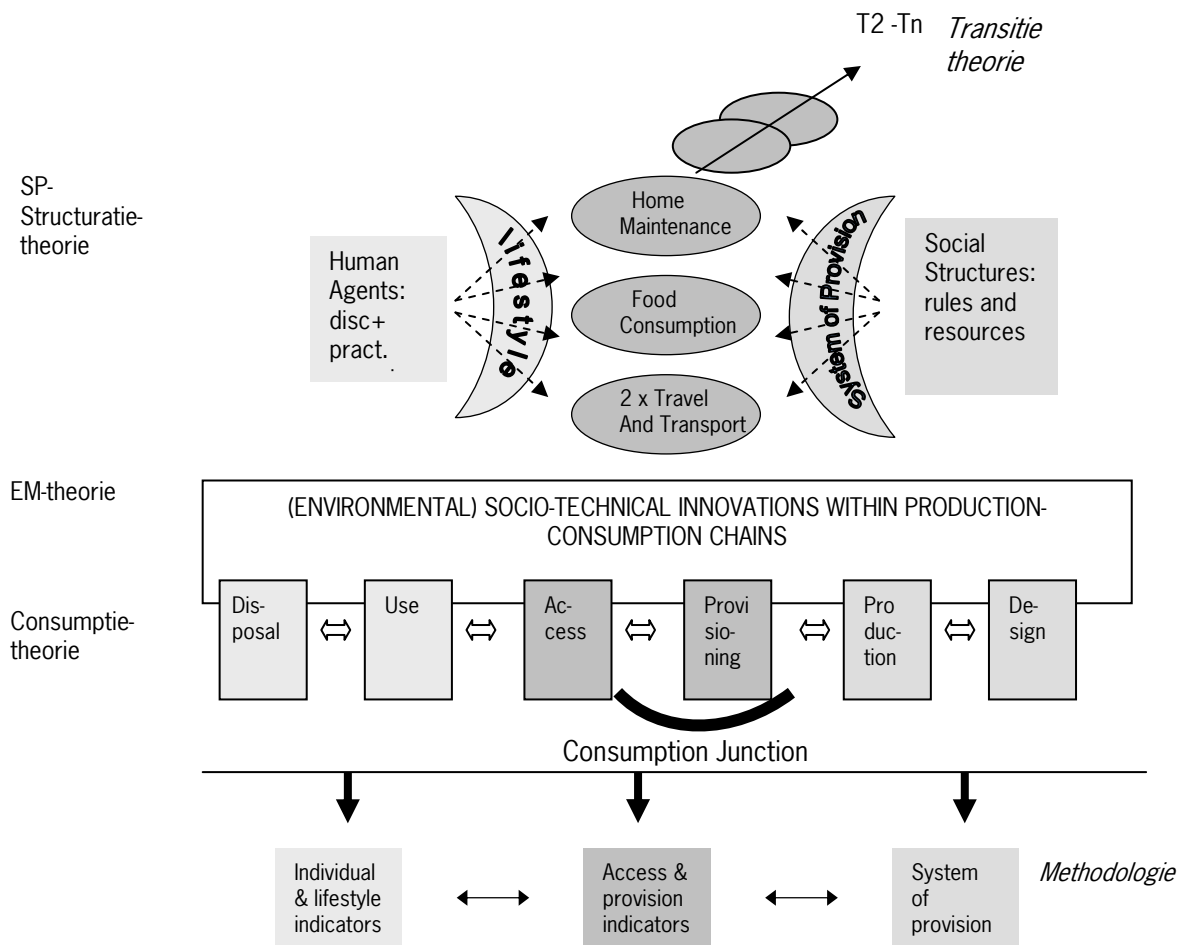 T2 -Tn
Transitie
theorie
SP-
Structuratie-
theorie
Human
Agents:
disc+
pract.
.
lifestyle
Home
Maintenance
Food
Consumption
2 x Travel
And Transport
System of Provision
Social
Structures:
rules and
resources
EM-theorie
(ENVIRONMENTAL) SOCIO-TECHNICAL INNOVATIONS WITHIN PRODUCTION-
CONSUMPTION CHAINS
Consumptie-
theorie
Dis-
posal
Use
Ac-
cess
Provi
sio-
ning
Pro
duc-
tion
De-
sign
Consumption Junction
Individual
& lifestyle
indicators
Access &
provision
indicators
System
of
provision
Methodologie